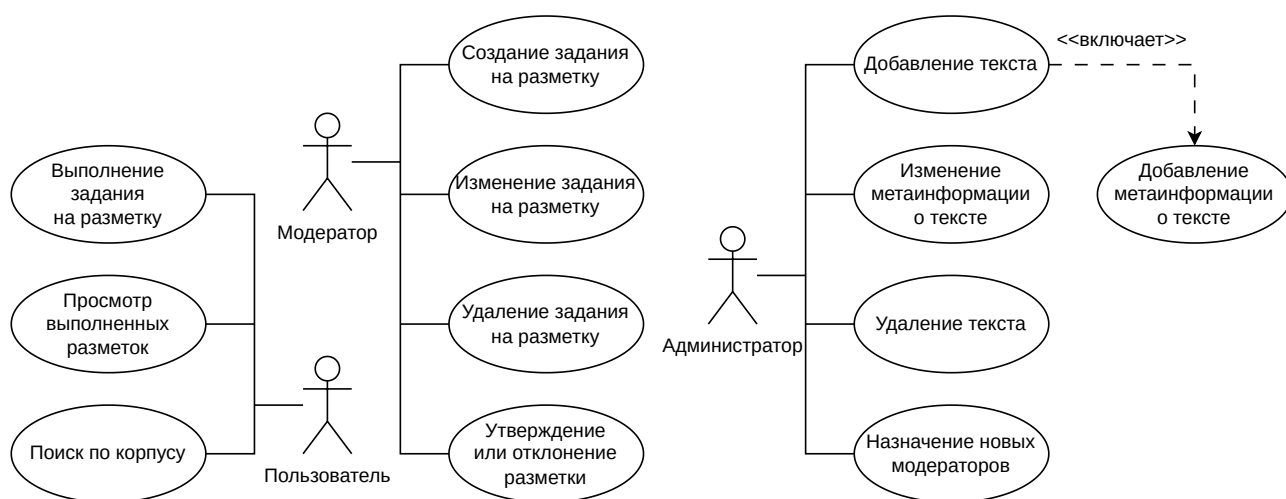 Выполнение
задания
на разметку
Просмотр
выполненных
разметок
Поиск по корпусу
Модератор
Пользователь
Создание задания
на разметку
Изменение задания
на разметку
Удаление задания
на разметку
Утверждение
или отклонение
разметки
Администратор
Добавление текста
<<включает>>
Изменение
метаинформации
о тексте
Добавление
метаинформации
о тексте
Удаление текста
Назначение новых
модераторов